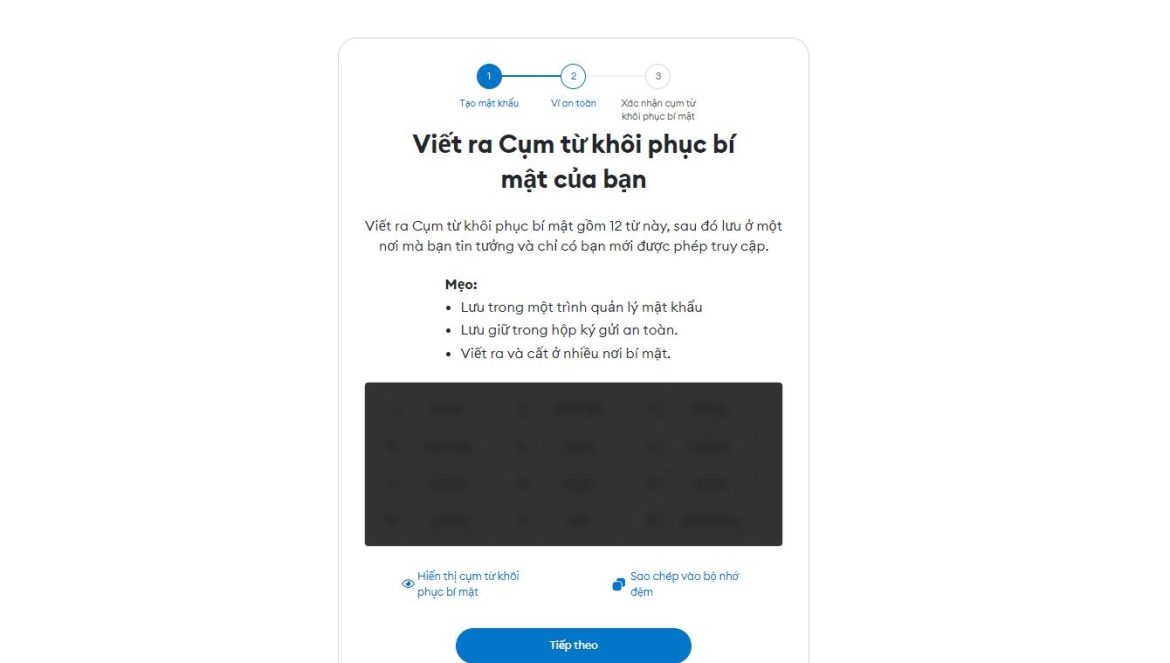 1
2
3
Tạo mật khẩu
Ví an toàn
Xác nhận cụm từ
khôi phục bí mật
Viết ra Cụm từ khôi phục bí
mật của bạn
Viết ra Cụm từ khôi phục bí mật gồm 12 từ này, sau đó lưu ở một
nơi mà bạn tin tưởng và chỉ có bạn mới được phép truy cập.
Mẹo:
• Lưu trong một trình quản lý mật khẩu
• Lưu giữ trong hộp ký gửi an toàn.
• Viết ra và cất ở nhiều nơi bí mật.
Hiển thị cụm từ khôi
phục bí mật
Sao chép vào bộ nhớ
đệm
Tiếp theo